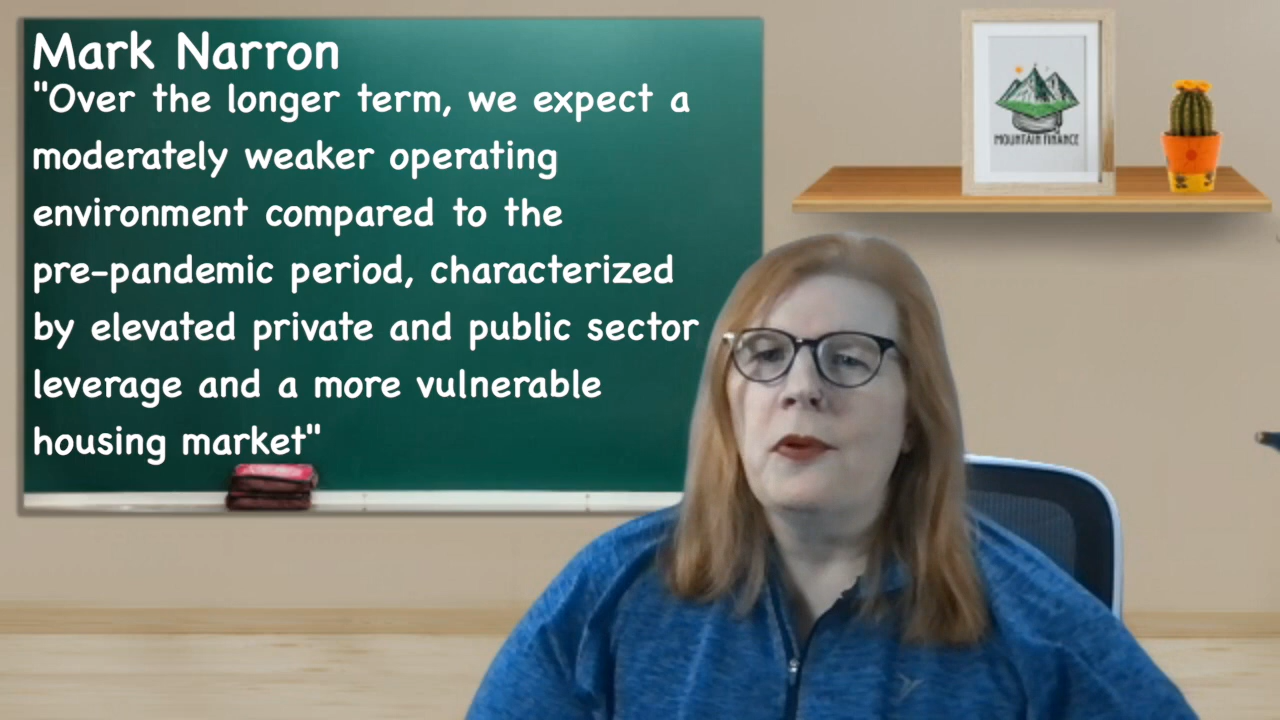 Mark Narron
"Over the longer term, we expect a
moderately weaker operating
environment compared to the
pre-pandemic period, characterized
by elevated private and public sector
leverage and a more vulnerable
housing market"
MOUNTAIN FINANCE